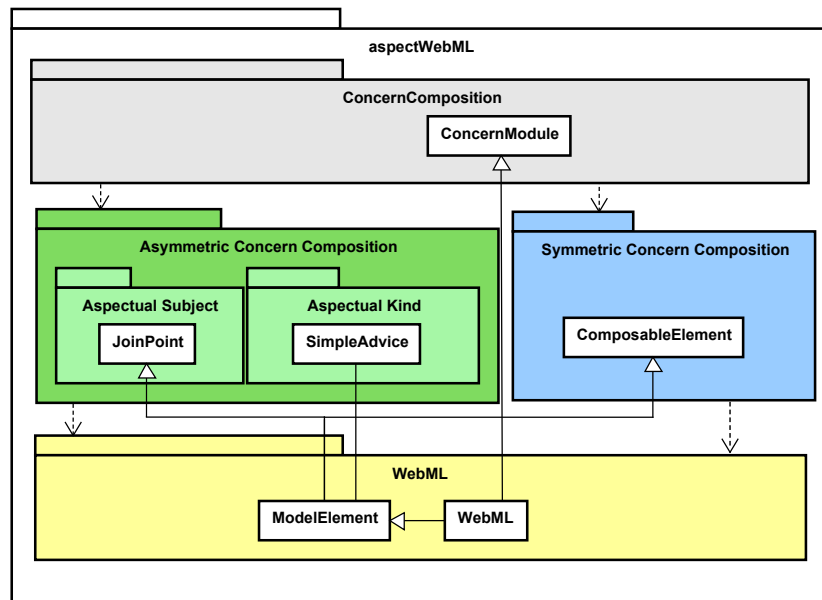 aspectWebML
ConcernComposition
ConcernModule
Asymmetric Concern Composition
Symmetric Concern Composition
Aspectual Subject
Aspectual Kind
JoinPoint
SimpleAdvice
ComposableElement
WebML
ModelElement
WebML